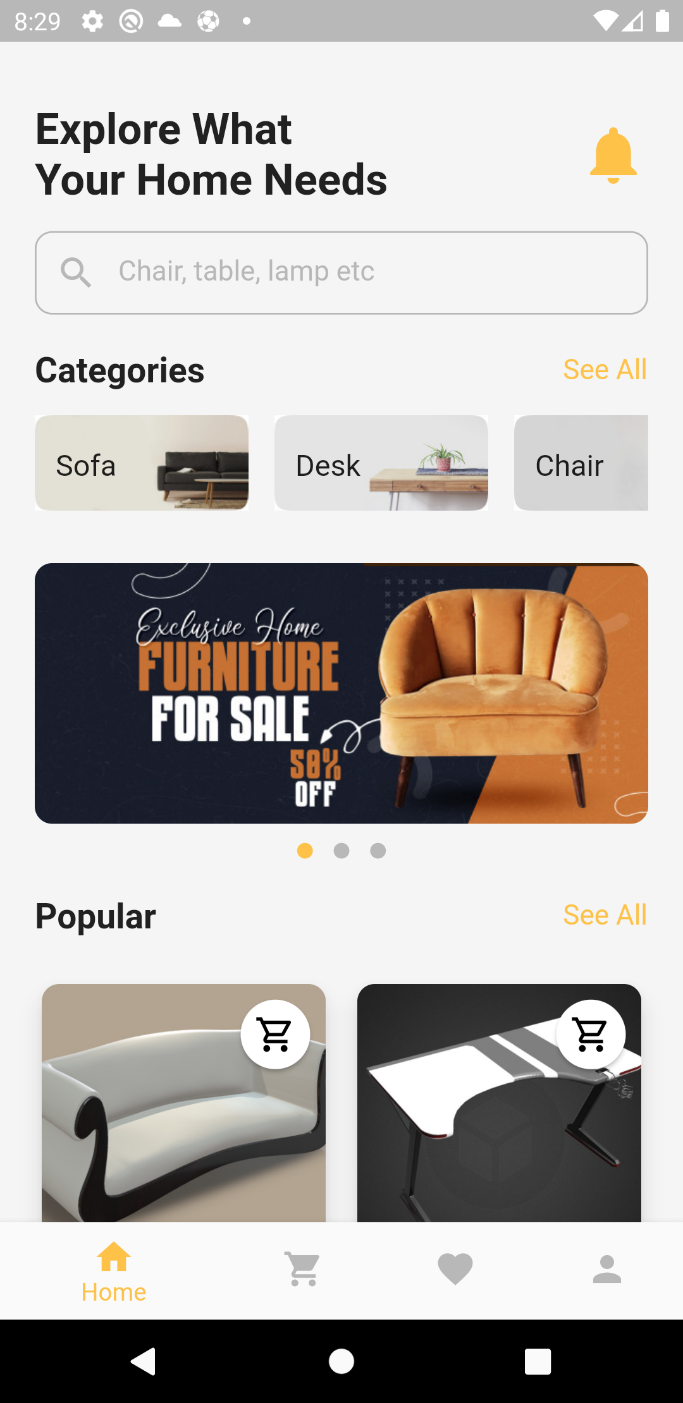 8:29
Explore What
Your Home Needs
Chair, table, lamp etc
Categories
See All
Sofa
Desk
Chair
Exclusive Home
FURNITURE
FOR SALE
50%
OFF
Popular
See All
Home